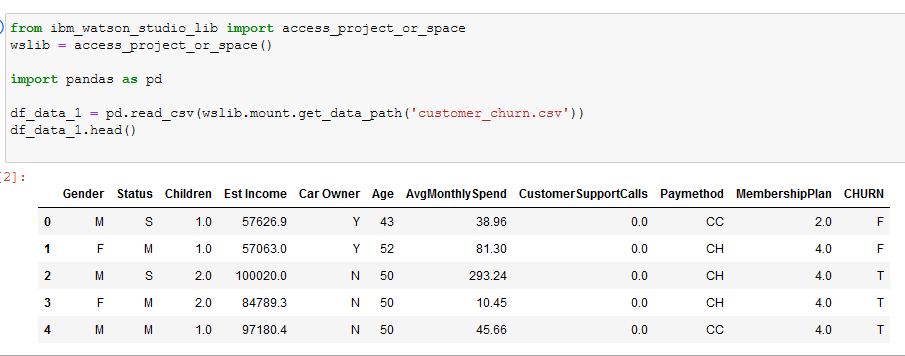 from ibm_watson_studio_lib import access_project_or_space
wslib = access_project_or_space()
import pandas as pd
df_data_1 = pd.read_csv(wslib.mount.get_data_path('customer_churn.csv'))
df_data_1.head()
[2]:
Gender Status Children Est Income Car Owner Age AvgMonthlySpend CustomerSupportCalls Paymethod MembershipPlan CHURN
0 M S 1.0 57626.9 Y 43 38.96 0.0 CC 2.0 F
1 F M 1.0 57063.0 Y 52 81.30 0.0 CH 4.0 F
2 M S 2.0 100020.0 N 50 293.24 0.0 CH 4.0 T
3 F M 2.0 84789.3 N 50 10.45 0.0 CH 4.0 T
4 M M 1.0 97180.4 N 50 45.66 0.0 CC 4.0 T